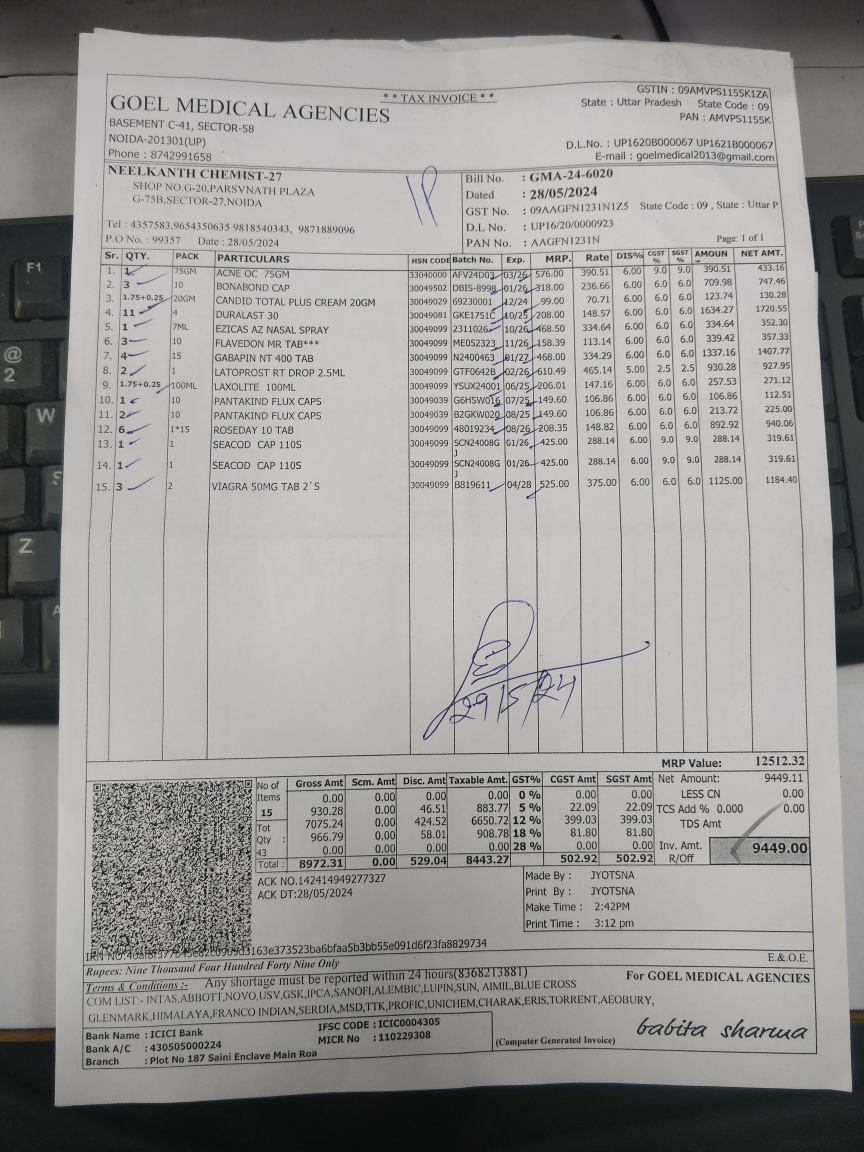 * * TAX INVOICE * *
GSTIN : 09AMVPS1155K1ZA
GOEL MEDICAL AGENCIES
State : Uttar Pradesh State Code : 09
PAN : AMVPS1155K
BASEMENT C-41, SECTOR-58
NOIDA-201301(UP)
D.L.No. : UP1620B000067 UP1621B000067
Phone : 8742991658
E-mail : goelmedical2013@gmail.com
NEELKANTH CHEMIST-27
SHOP NO.G-20,PARSVNATH PLAZA
G-75B,SECTOR-27,NOIDA
Tel : 4357583,9654350635 9818540343, 9871889096
P.O No. : 99357 Date : 28/05/2024
Bill No. : GMA-24-6020
Dated : 28/05/2024
GST No. : 09AAGFN1231N1Z5 State Code : 09 , State : Uttar P
D.L No. : UP16/20/0000923
PAN No. : AAGFN1231N Page: 1 of 1
Sr. QTY. PACK PARTICULARS HSN CODE Batch No. Exp. MRP. Rate DIS% CGST % SGST % AMOUN NET AMT.
1. 1 75GM ACNE OC 75GM 33040000 AFV24D03 03/26 576.00 390.51 6.00 9.0 9.0 390.51 433.16
2. 3 10 BONABOND CAP 30049502 DBIS-8998 01/26 318.00 236.66 6.00 6.0 6.0 709.98 747.46
3. 1.75+0.25 20GM CANDID TOTAL PLUS CREAM 20GM 30049029 69230001 12/24 99.00 70.71 6.00 6.0 6.0 123.74 130.28
4. 11 4 DURALAST 30 30049081 GKE1751C 10/25 208.00 148.57 6.00 6.0 6.0 1634.27 1720.55
5. 1 7ML EZICAS AZ NASAL SPRAY 30049099 2311026 10/26 468.50 334.64 6.00 6.0 6.0 334.64 352.30
6. 3 10 FLAVEDON MR TAB*** 30049099 ME052323 11/26 158.39 113.14 6.00 6.0 6.0 339.42 357.33
7. 4 15 GABAPIN NT 400 TAB 30049099 N2400463 01/27 468.00 334.29 6.00 6.0 6.0 1337.16 1407.77
8. 2 1 LATOPROST RT DROP 2.5ML 30049099 GTF0642B 02/26 610.49 465.14 5.00 2.5 2.5 930.28 927.95
9. 1.75+0.25 100ML LAXOLITE 100ML 30049099 YSUX24001 06/25 206.01 147.16 6.00 6.0 6.0 257.53 271.12
10. 1 10 PANTAKIND FLUX CAPS 30049039 G6HSW016 07/25 149.60 106.86 6.00 6.0 6.0 106.86 112.51
11. 2 10 PANTAKIND FLUX CAPS 30049039 B2GKW020 08/25 149.60 106.86 6.00 6.0 6.0 213.72 225.00
12. 6 1*15 ROSEDAY 10 TAB 30049099 48019234 08/26 208.35 148.82 6.00 6.0 6.0 892.92 940.06
13. 1 1 SEACOD CAP 110S 30049099 SCN24008G 01/26 425.00 288.14 6.00 9.0 9.0 288.14 319.61
J
14. 1 1 SEACOD CAP 110S 30049099 SCN24008G 01/26 425.00 288.14 6.00 9.0 9.0 288.14 319.61
J
15. 3 2 VIAGRA 50MG TAB 2`S 30049099 B819611 04/28 525.00 375.00 6.00 6.0 6.0 1125.00 1184.40
29/5/24
MRP Value: 12512.32
No of Items 15
Tot Qty : 43
Gross Amt Scm. Amt Disc. Amt Taxable Amt. GST% CGST Amt SGST Amt
0.00 0.00 0.00 0.00 0 % 0.00 0.00
930.28 0.00 46.51 883.77 5 % 22.09 22.09
7075.24 0.00 424.52 6650.72 12 % 399.03 399.03
966.79 0.00 58.01 908.78 18 % 81.80 81.80
0.00 0.00 0.00 0.00 28 % 0.00 0.00
Total : 8972.31 0.00 529.04 8443.27 502.92 502.92
Net Amount: 9449.11
LESS CN 0.00
TCS Add % 0.000 0.00
TDS Amt
Inv. Amt. 9449.00
R/Off
ACK NO.142414949277327
ACK DT:28/05/2024
Made By : JYOTSNA
Print By : JYOTSNA
Make Time : 2:42PM
Print Time : 3:12 pm
Rupees: Nine Thousand Four Hundred Forty Nine Only
E.&O.E.
Terms & Conditions :- Any shortage must be reported within 24 hours(8368213881)
For GOEL MEDICAL AGENCIES
COM LIST:- INTAS,ABBOTT,NOVO,USV,GSK,IPCA,SANOFI,ALEMBIC,LUPIN,SUN, AIMIL,BLUE CROSS
GLENMARK,HIMALAYA,FRANCO INDIAN,SERDIA,MSD,TTK,PROFIC,UNICHEM,CHARAK,ERIS,TORRENT,AEOBURY,
Bank Name : ICICI Bank IFSC CODE : ICIC0004305
Bank A/C : 430505000224 MICR No : 110229308
Branch : Plot No 187 Saini Enclave Main Roa
(Computer Generated Invoice)
babita sharma
F1
@
2
W
Z